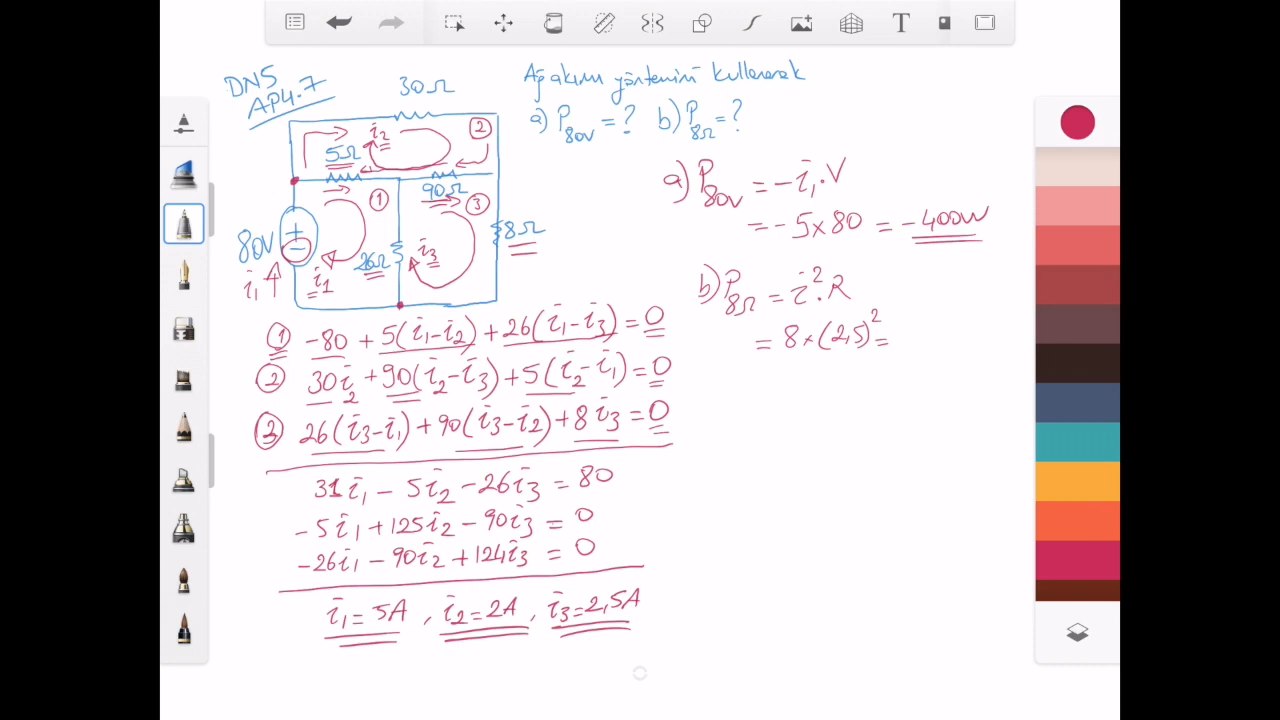 T
DNS
AP4.7
30Ω
i2
2
5Ω
90Ω
1
3
80V
+
−
8Ω
26Ω
i3
i1
i1
Ağ akımı yöntemini kullanarak
a) P80V = ? b) P8Ω = ?
a) P80V = -i1.V
= -5x80 = -400W
b) P8Ω = i².R
= 8x(2,5)² =
1 -80 + 5(i1-i2) + 26(i1-i3) = 0
2 30i2 + 90(i2-i3) + 5(i2-i1) = 0
3 26(i3-i1) + 90(i3-i2) + 8i3 = 0
31i1 - 5i2 - 26i3 = 80
-5i1 + 125i2 - 90i3 = 0
-26i1 - 90i2 + 124i3 = 0
i1 = 5A, i2 = 2A, i3 = 2,5A